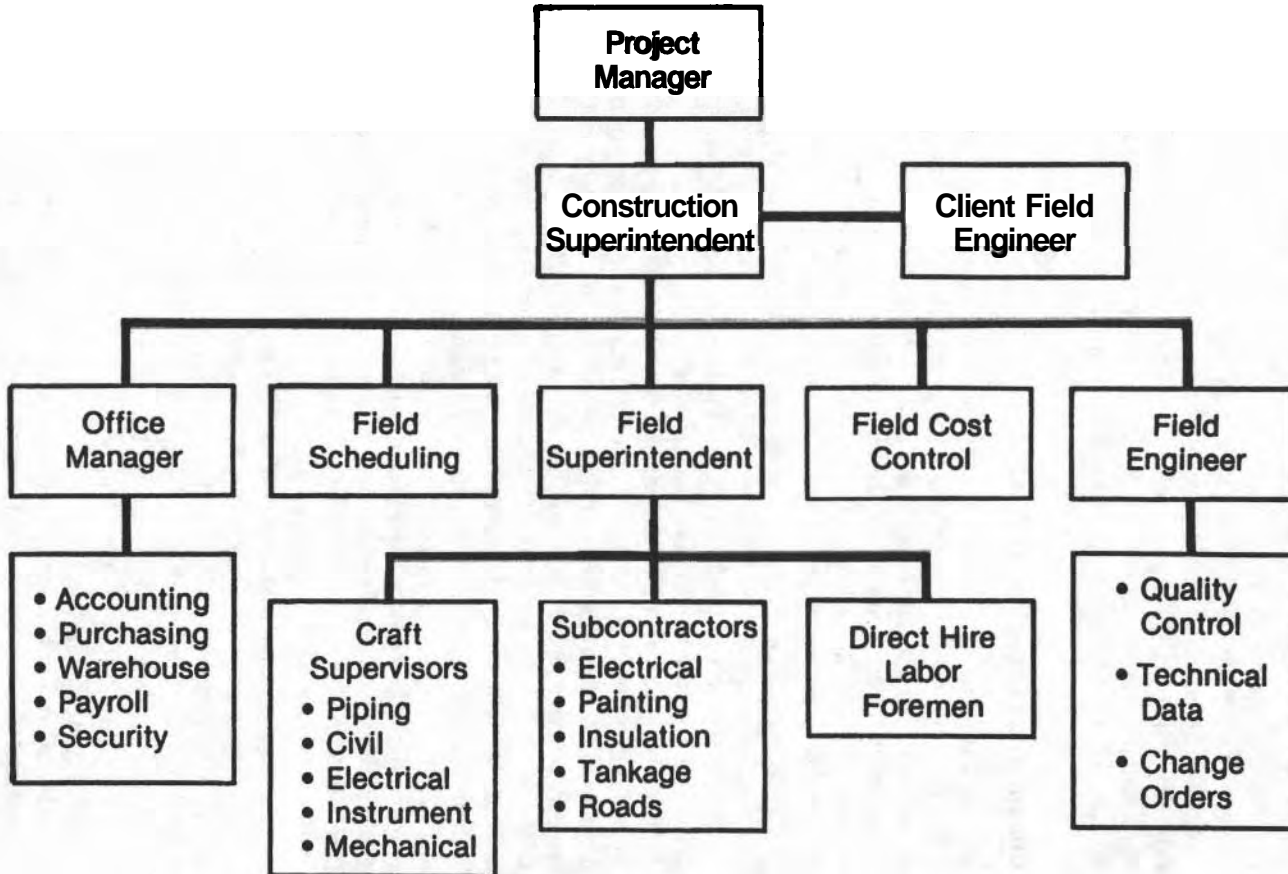 Project
Manager
Construction
Superintendent
Client Field
Engineer
Office
Manager
Field
Scheduling
Field
Superintendent
Field Cost
Control
Field
Engineer
• Accounting
• Purchasing
• Warehouse
• Payroll
• Security
Craft
Supervisors
• Piping
• Civil
• Electrical
• Instrument
• Mechanical
Subcontractors
• Electrical
• Painting
• Insulation
• Tankage
• Roads
Direct Hire
Labor
Foremen
• Quality
Control
• Technical
Data
• Change
Orders